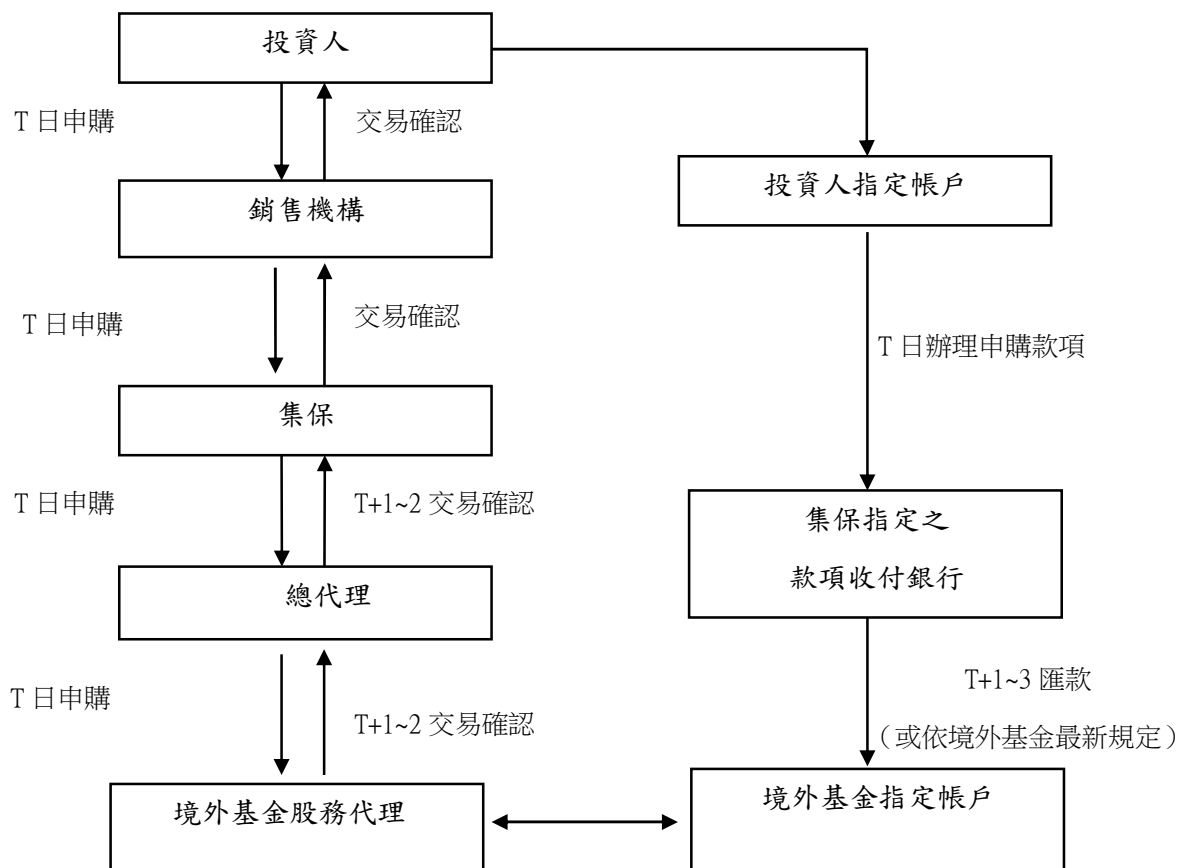 投資人
T 日申購
交易確認
投資人指定帳戶
銷售機構
T 日申購
交易確認
T 日辦理申購款項
集保
T 日申購
T+1~2 交易確認
集保指定之
款項收付銀行
總代理
T 日申購
T+1~2 交易確認
T+1~3 匯款
（或依境外基金最新規定）
境外基金股務代理
境外基金指定帳戶